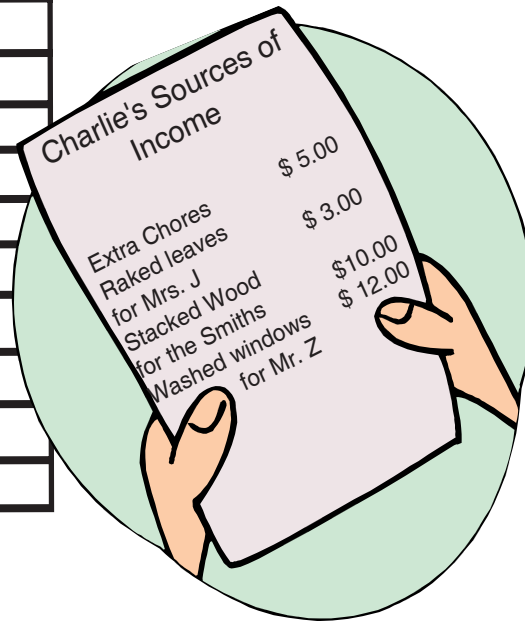 Charlie's Sources of
Income
Extra Chores $ 5.00
Raked leaves
for Mrs. J $ 3.00
Stacked Wood
for the Smiths $10.00
Washed windows $ 12.00
for Mr. Z